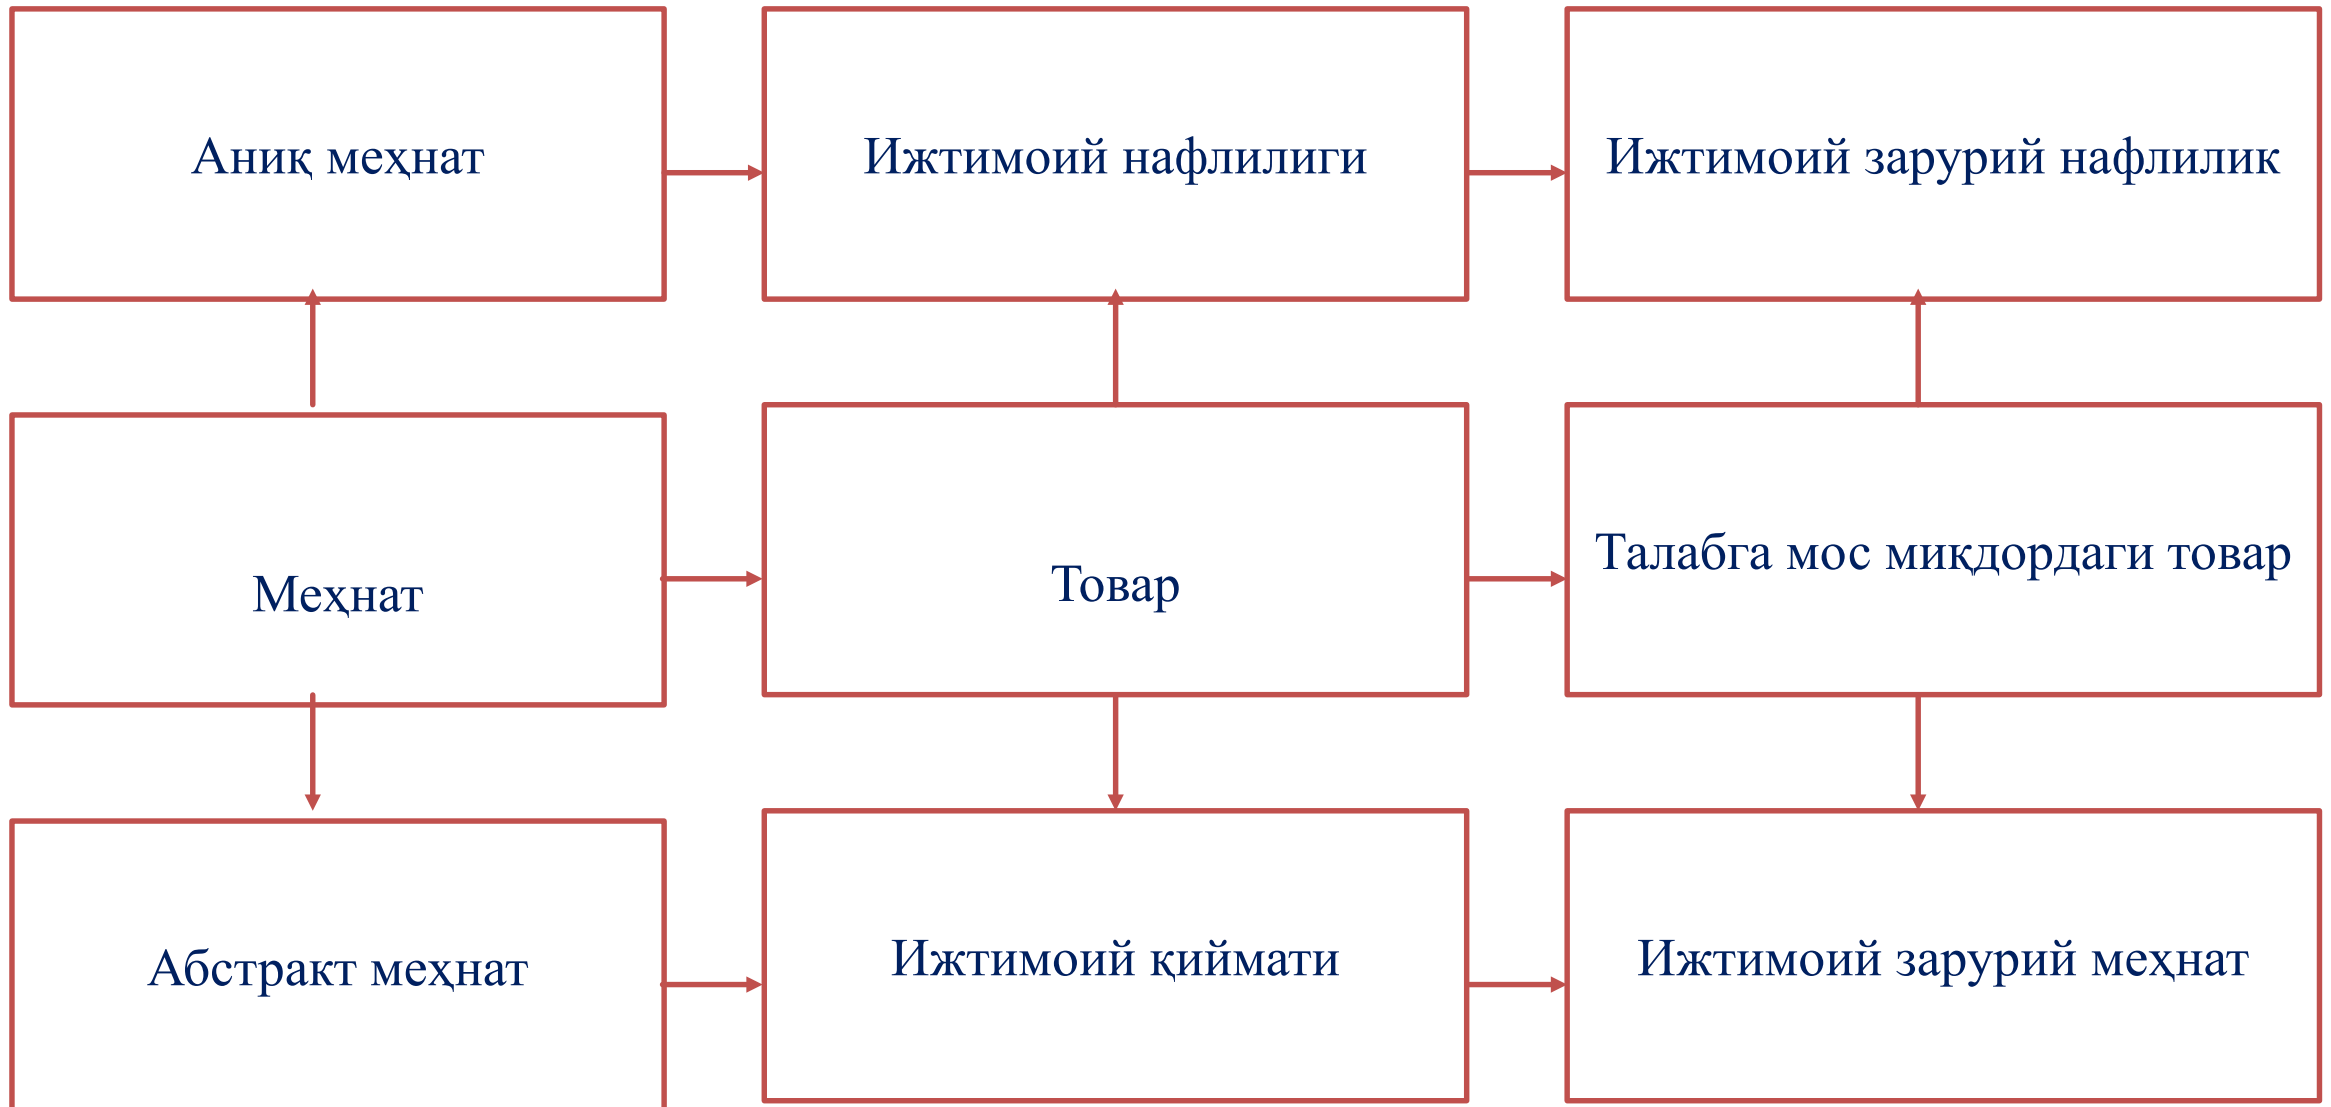 Аниқ меҳнат
Ижтимоий нафлилиги
Ижтимоий зарурий нафлилик
Меҳнат
Товар
Талабга мос миқдордаги товар
Абстракт меҳнат
Ижтимоий қиймати
Ижтимоий зарурий меҳнат